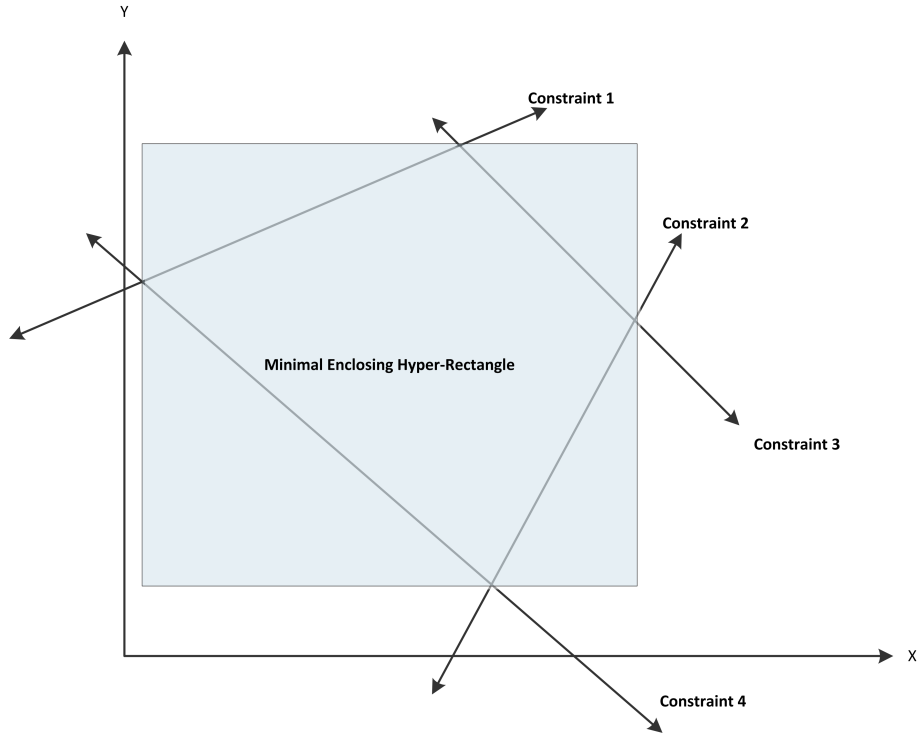 Y
Constraint 1
Constraint 2
Minimal Enclosing Hyper-Rectangle
Constraint 3
X
Constraint 4